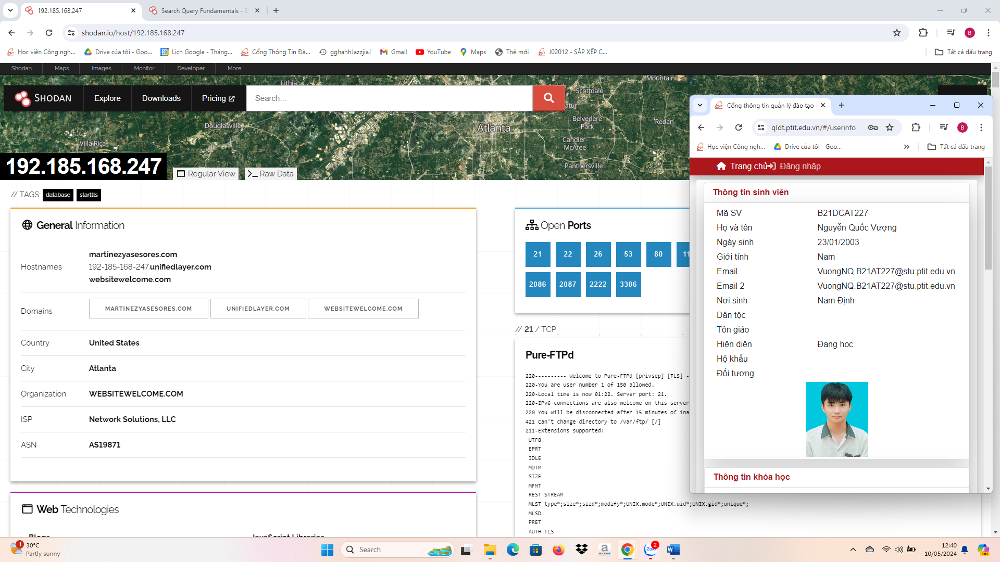 192.185.168.247
Search Query Fundamentals - S
shodan.io/host/192.185.168.247
B
Học viện Công ngh...
Drive của tôi - Goo...
28
Lịch Google - Tháng...
Cổng Thông Tin Đà...
gghahhJazzjiaJ
Gmail
YouTube
Maps
Thẻ mới
J02012 - SẮP XẾP C...
Tất cả dấu trang
Shodan
Maps
Images
Monitor
Developer
More...
SHODAN
Explore
Downloads
Pricing
Search...
Lithia
Mountain
Scottdale
Belvedere
Park
Redan
Douglasville
Atlanta
Candler-
McAfee
Villa Rica
Panthersville
192.185.168.247
Regular View
Raw Data
// TAGS: database starttls
General Information
Hostnames
martinezyasesores.com
192-185-168-247.unifiedlayer.com
websitewelcome.com
Domains
MARTINEZYASESORES.COM
UNIFIEDLAYER.COM
WEBSITEWELCOME.COM
Country United States
City Atlanta
Organization WEBSITEWELCOME.COM
ISP Network Solutions, LLC
ASN AS19871
Web Technologies
Open Ports
21 22 26 53 80 11
2086 2087 2222 3306
// 21 / TCP
Pure-FTPd
220---------- Welcome to Pure-FTPd [privsep] [TLS] -
220-You are user number 1 of 150 allowed.
220-Local time is now 01:22. Server port: 21.
220-IPv6 connections are also welcome on this server
220 You will be disconnected after 15 minutes of ina
421 Can't change directory to /var/ftp/ [/]
211-Extensions supported:
UTF8
EPRT
IDLE
MDTM
SIZE
MFMT
REST STREAM
MLST type*;size*;sizd*;modify*;UNIX.mode*;UNIX.uid*;UNIX.gid*;unique*;
MLSD
PRET
AUTH TLS
Cổng thông tin quản lý đào tạo
qldt.ptit.edu.vn/#/userinfo
B
Học viện Công ngh...
Drive của tôi - Goo...
Tất cả dấu trang
Trang chủ
Đăng nhập
Thông tin sinh viên
Mã SV B21DCAT227
Họ và tên Nguyễn Quốc Vượng
Ngày sinh 23/01/2003
Giới tính Nam
Email VuongNQ.B21AT227@stu.ptit.edu.vn
Email 2 VuongNQ.B21AT227@stu.ptit.edu.vn
Nơi sinh Nam Định
Dân tộc
Tôn giáo
Hiện diện Đang học
Hộ khẩu
Đối tượng
Thông tin khóa học
1
30°C
Partly sunny
Search
a
Zalo
2
W
12:40
10/05/2024
PRE